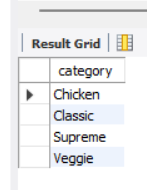 Result Grid
category
Chicken
Classic
Supreme
Veggie